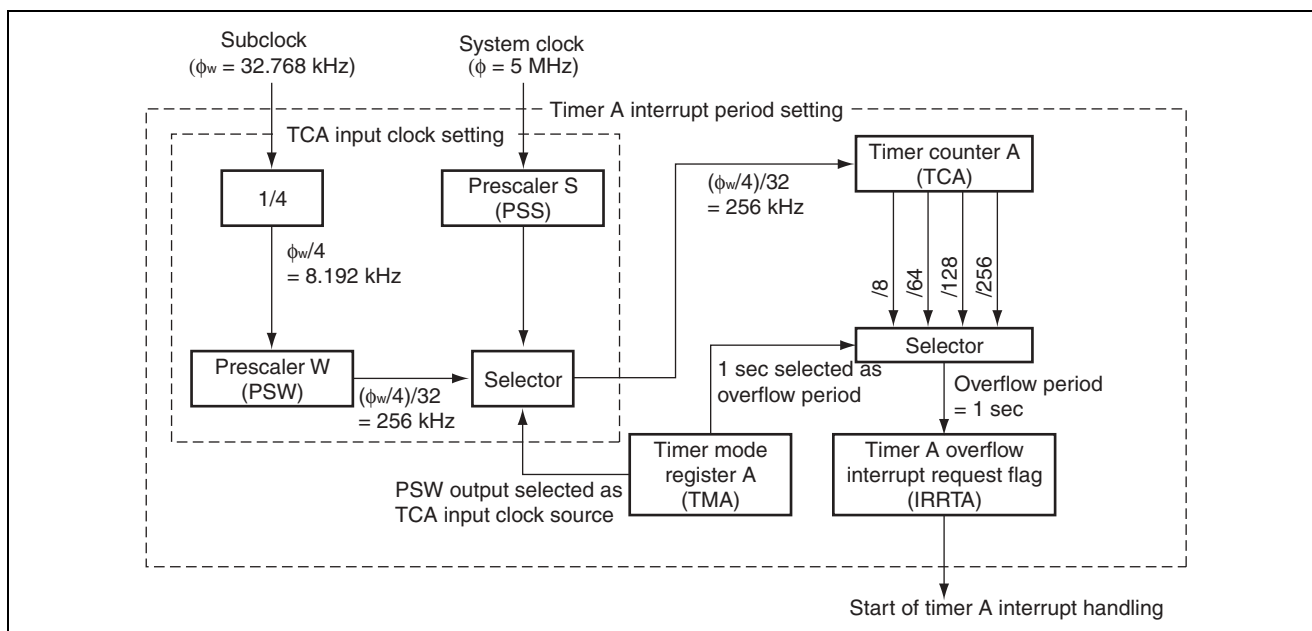 Subclock
(ϕw = 32.768 kHz)
System clock
(ϕ = 5 MHz)
Timer A interrupt period setting
TCA input clock setting
1/4
Prescaler S
(PSS)
(ϕw/4)/32
= 256 kHz
Timer counter A
(TCA)
ϕw/4
= 8.192 kHz
/8
/64
/128
/256
Prescaler W
(PSW)
(ϕw/4)/32
= 256 kHz
Selector
1 sec selected as
overflow period
Selector
Overflow period
= 1 sec
PSW output selected as
TCA input clock source
Timer mode
register A
(TMA)
Timer A overflow
interrupt request flag
(IRRTA)
Start of timer A interrupt handling